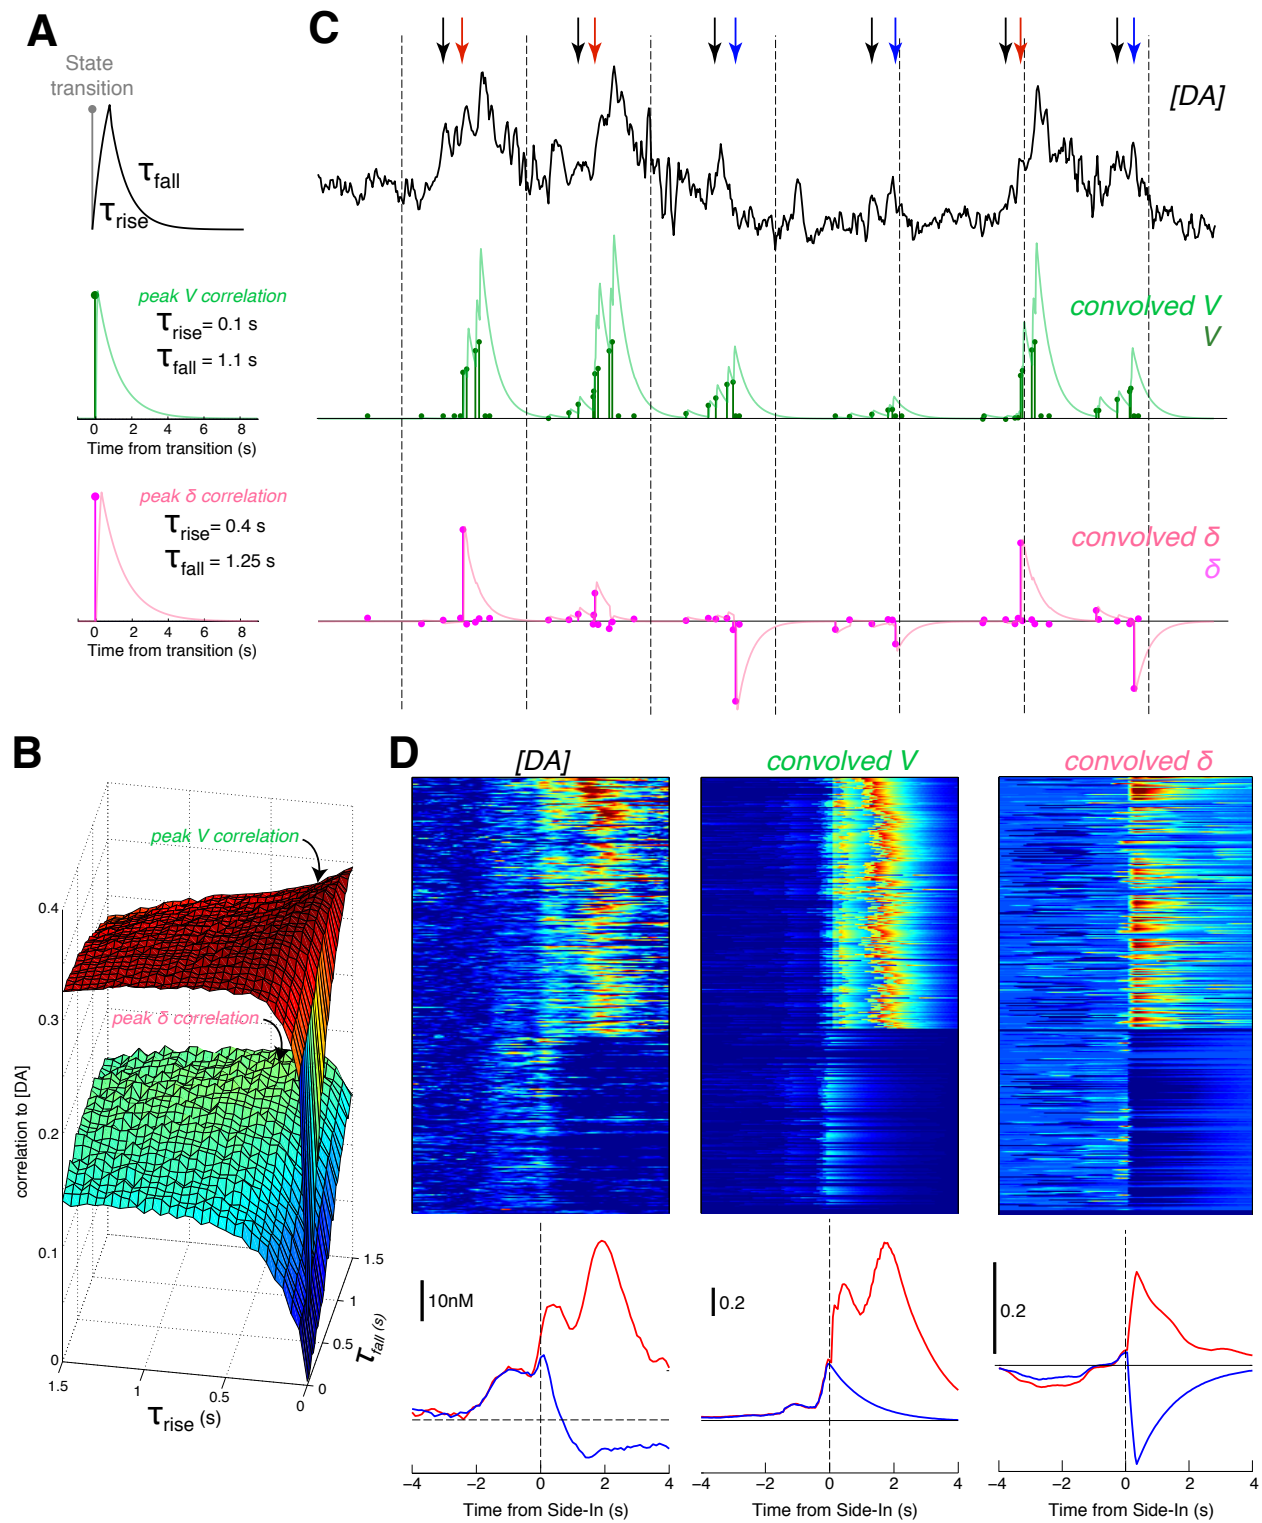 A
State
transition
τfall
τrise
peak V correlation
τrise= 0.1 s
τfall = 1.1 s
0 2 4 6 8
Time from transition (s)
peak δ correlation
τrise= 0.4 s
τfall = 1.25 s
0 2 4 6 8
Time from transition (s)
C
[DA]
convolved V
V
convolved δ
δ
B
peak V correlation
peak δ correlation
correlation to [DA]
0.4
0.3
0.2
0.1
0
1.5 1 0.5 0
τrise (s)
0 0.5 1 1.5
τfall (s)
D
[DA] convolved V convolved δ
10nM
0.2
0.2
−4 −2 0 2 4
Time from Side-In (s)
−4 −2 0 2 4
Time from Side-In (s)
−4 −2 0 2 4
Time from Side-In (s)